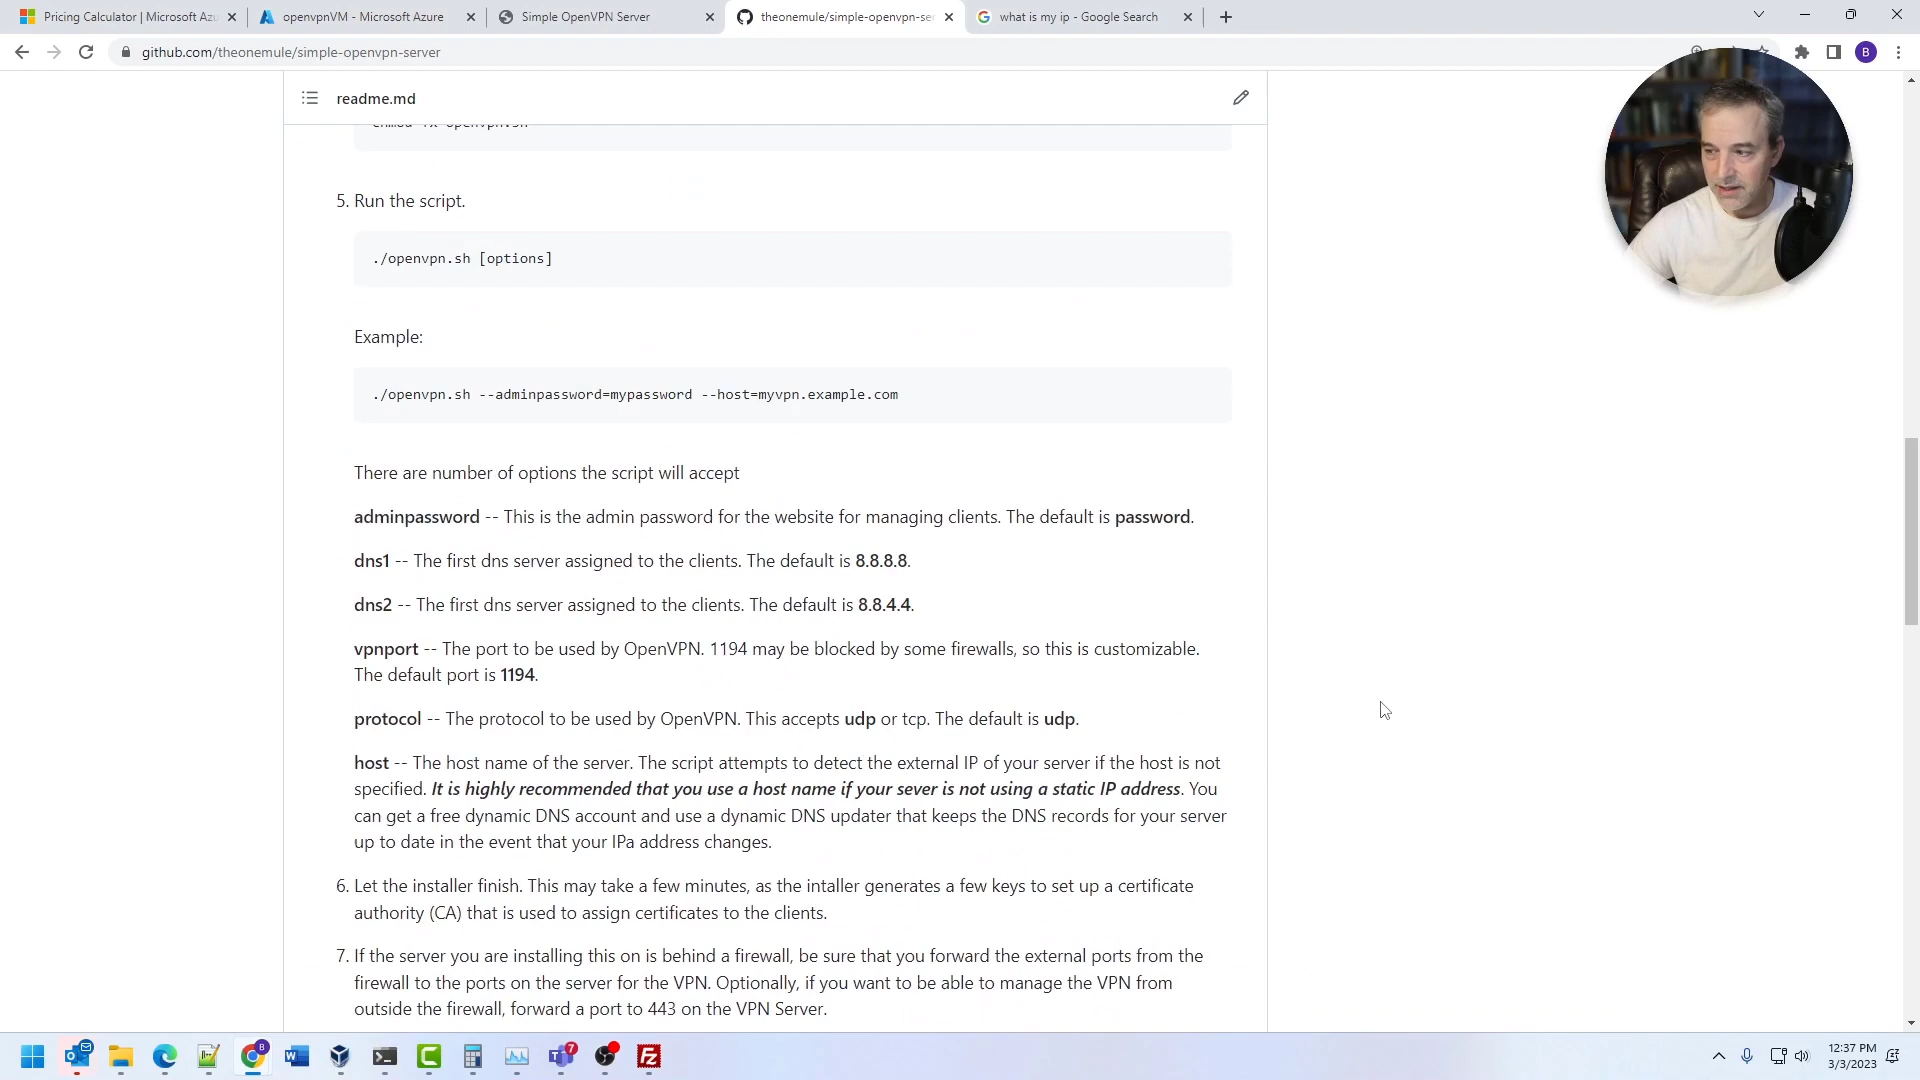 Pricing Calculator | Microsoft Azu
openvpnVM - Microsoft Azure
Simple OpenVPN Server
theonemule/simple-openvpn-ser
what is my ip - Google Search
github.com/theonemule/simple-openvpn-server
B
readme.md
5. Run the script.
./openvpn.sh [options]
Example:
./openvpn.sh --adminpassword=mypassword --host=myvpn.example.com
There are number of options the script will accept
adminpassword -- This is the admin password for the website for managing clients. The default is password.
dns1 -- The first dns server assigned to the clients. The default is 8.8.8.8.
dns2 -- The first dns server assigned to the clients. The default is 8.8.4.4.
vpnport -- The port to be used by OpenVPN. 1194 may be blocked by some firewalls, so this is customizable.
The default port is 1194.
protocol -- The protocol to be used by OpenVPN. This accepts udp or tcp. The default is udp.
host -- The host name of the server. The script attempts to detect the external IP of your server if the host is not
specified. It is highly recommended that you use a host name if your sever is not using a static IP address. You
can get a free dynamic DNS account and use a dynamic DNS updater that keeps the DNS records for your server
up to date in the event that your IPa address changes.
6. Let the installer finish. This may take a few minutes, as the intaller generates a few keys to set up a certificate
authority (CA) that is used to assign certificates to the clients.
7. If the server you are installing this on is behind a firewall, be sure that you forward the external ports from the
firewall to the ports on the server for the VPN. Optionally, if you want to be able to manage the VPN from
outside the firewall, forward a port to 443 on the VPN Server.
12:37 PM
3/3/2023